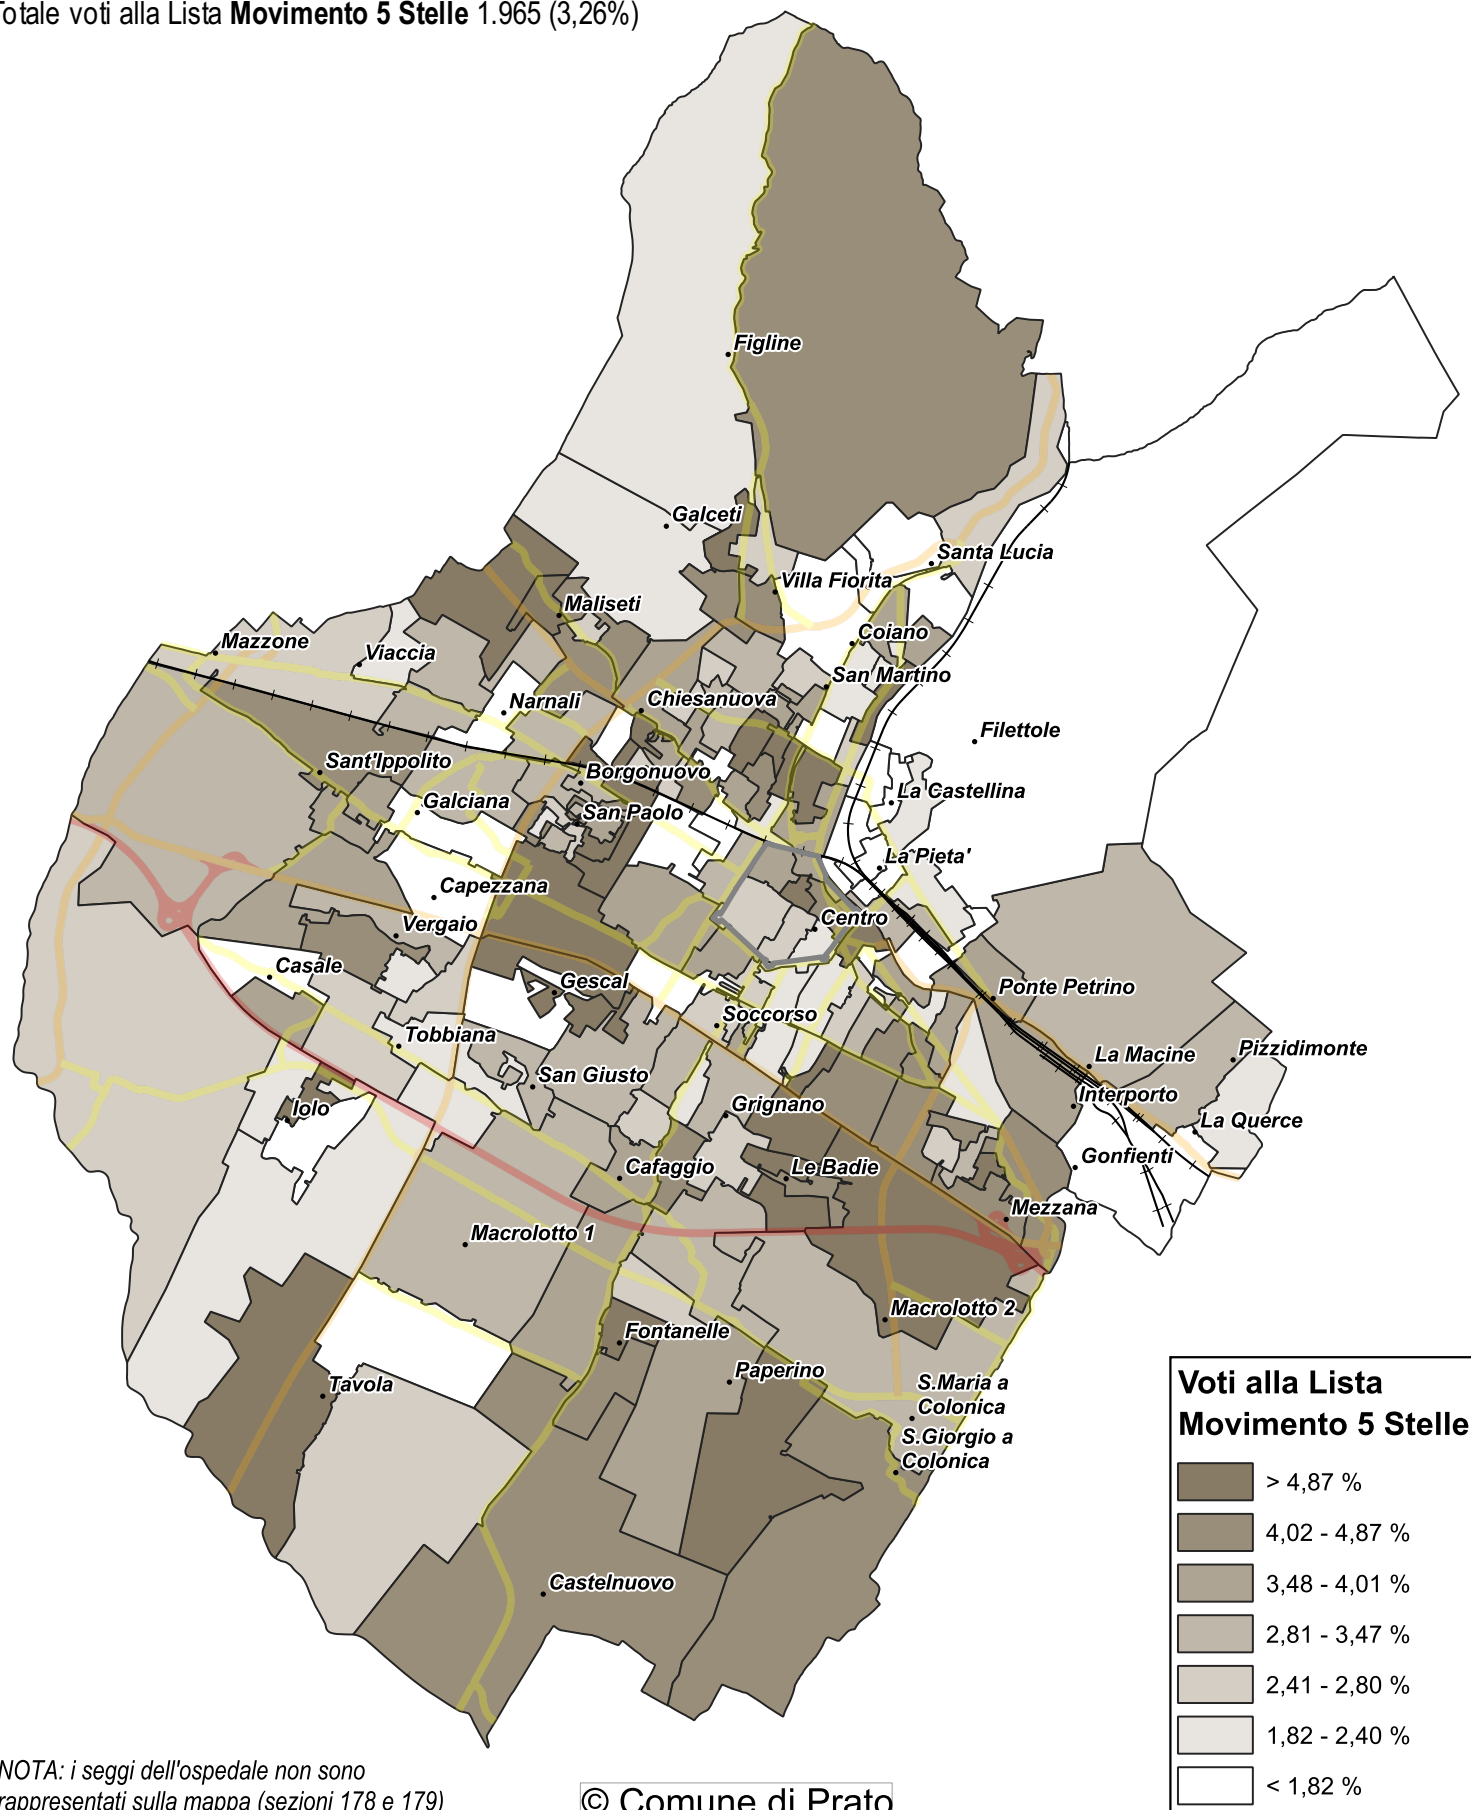 Totale voti alla Lista Movimento 5 Stelle 1.965 (3,26%)
Figline
Galceti
Santa Lucia
Villa Fiorita
Maliseti
Coiano
Mazzone
Viaccia
San Martino
Narnali
Chiesanuova
Filettole
Sant'Ippolito
Borgonuovo
La Castellina
Galciana
San Paolo
La Pieta'
Capezzana
Centro
Vergaio
Casale
Gescal
Ponte Petrino
Soccorso
Tobbiana
La Macine
Pizzidimonte
San Giusto
Interporto
Iolo
Grignano
La Querce
Gonfienti
Cafaggio
Le Badie
Mezzana
Macrolotto 1
Macrolotto 2
Fontanelle
Paperino
Tavola
S.Maria a
Colonica
S.Giorgio a
Colonica
Castelnuovo
Voti alla Lista
Movimento 5 Stelle
> 4,87 %
4,02 - 4,87 %
3,48 - 4,01 %
2,81 - 3,47 %
2,41 - 2,80 %
1,82 - 2,40 %
< 1,82 %
NOTA: i seggi dell'ospedale non sono
rappresentati sulla mappa (sezioni 178 e 179)
© Comune di Prato